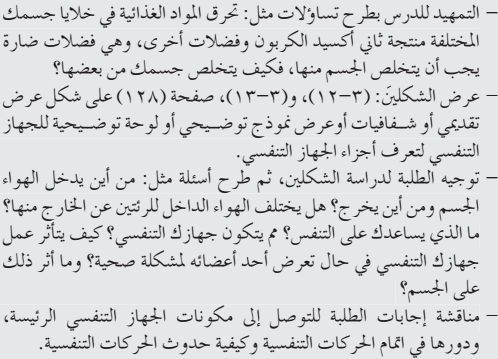 – التمهيد للدرس بطرح تساؤلات مثل: تحرق المواد الغذائية في خلايا جسمك
المختلفة منتجة ثاني أكسيد الكربون وفضلات أخرى، وهي فضلات ضارة
يجب أن يتخلص الجسم منها، فكيف يتخلص جسمك من بعضها؟
– عرض الشكلينَ: (٣–١٢)، و(٣–١٣)، صفحة (١٢٨) على شكل عرض
تقديمي أو شفافيات أوعرض نموذج توضيحي أو لوحة توضيحية للجهاز
التنفسي لتعرف أجزاء الجهاز التنفسي.
– توجيه الطلبة لدراسة الشكلين، ثم طرح أسئلة مثل: من أين يدخل الهواء
الجسم ومن أين يخرج؟ هل يختلف الهواء الداخل للرئتين عن الخارج منها؟
ما الذي يساعدك على التنفس؟ مم يتكون جهازك التنفسي؟ كيف يتأثر عمل
جهازك التنفسي في حال تعرض أحد أعضائه لمشكلة صحية؟ وما أثر ذلك
على الجسم؟
– مناقشة إجابات الطلبة للتوصل إلى مكونات الجهاز التنفسي الرئيسة،
ودورها في اتمام الحركات التنفسية وكيفية حدوث الحركات التنفسية.